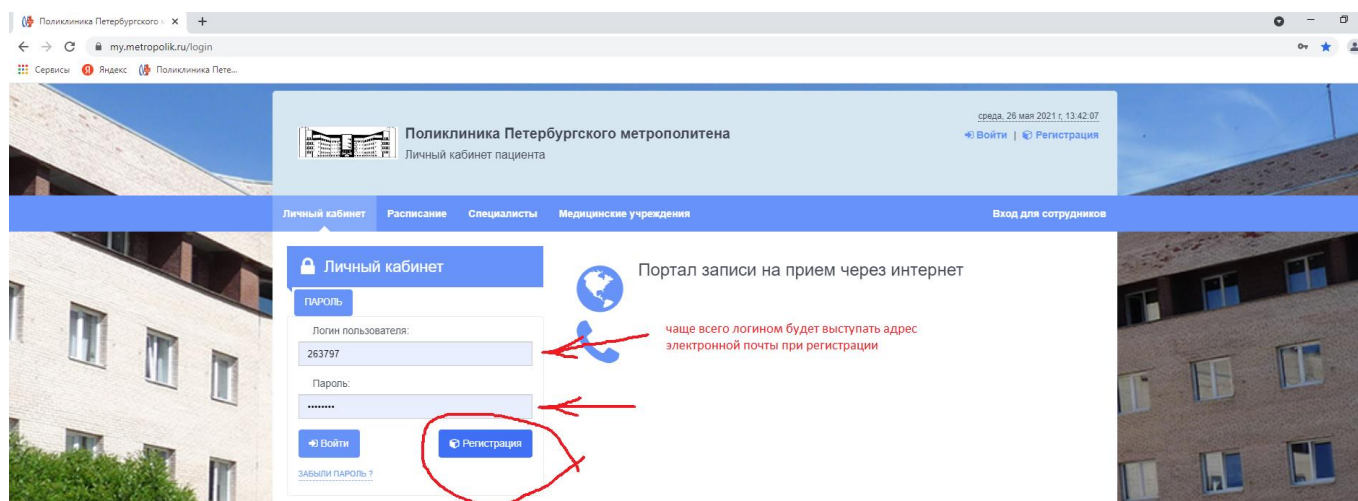 Поликлиника Петербургского
my.metropolik.ru/login
Сервисы Яндекс Поликлиника Пете...
среда, 26 мая 2021 г, 13:42:07
Поликлиника Петербургского метрополитена
Войти | Регистрация
Личный кабинет пациента
Личный кабинет Расписание Специалисты Медицинские учреждения Вход для сотрудников
Личный кабинет
Портал записи на прием через интернет
ПАРОЛЬ
Логин пользователя:
263797
чаще всего логином будет выступать адрес
электронной почты при регистрации
Пароль:
••••••••
Войти Регистрация
ЗАБЫЛИ ПАРОЛЬ ?